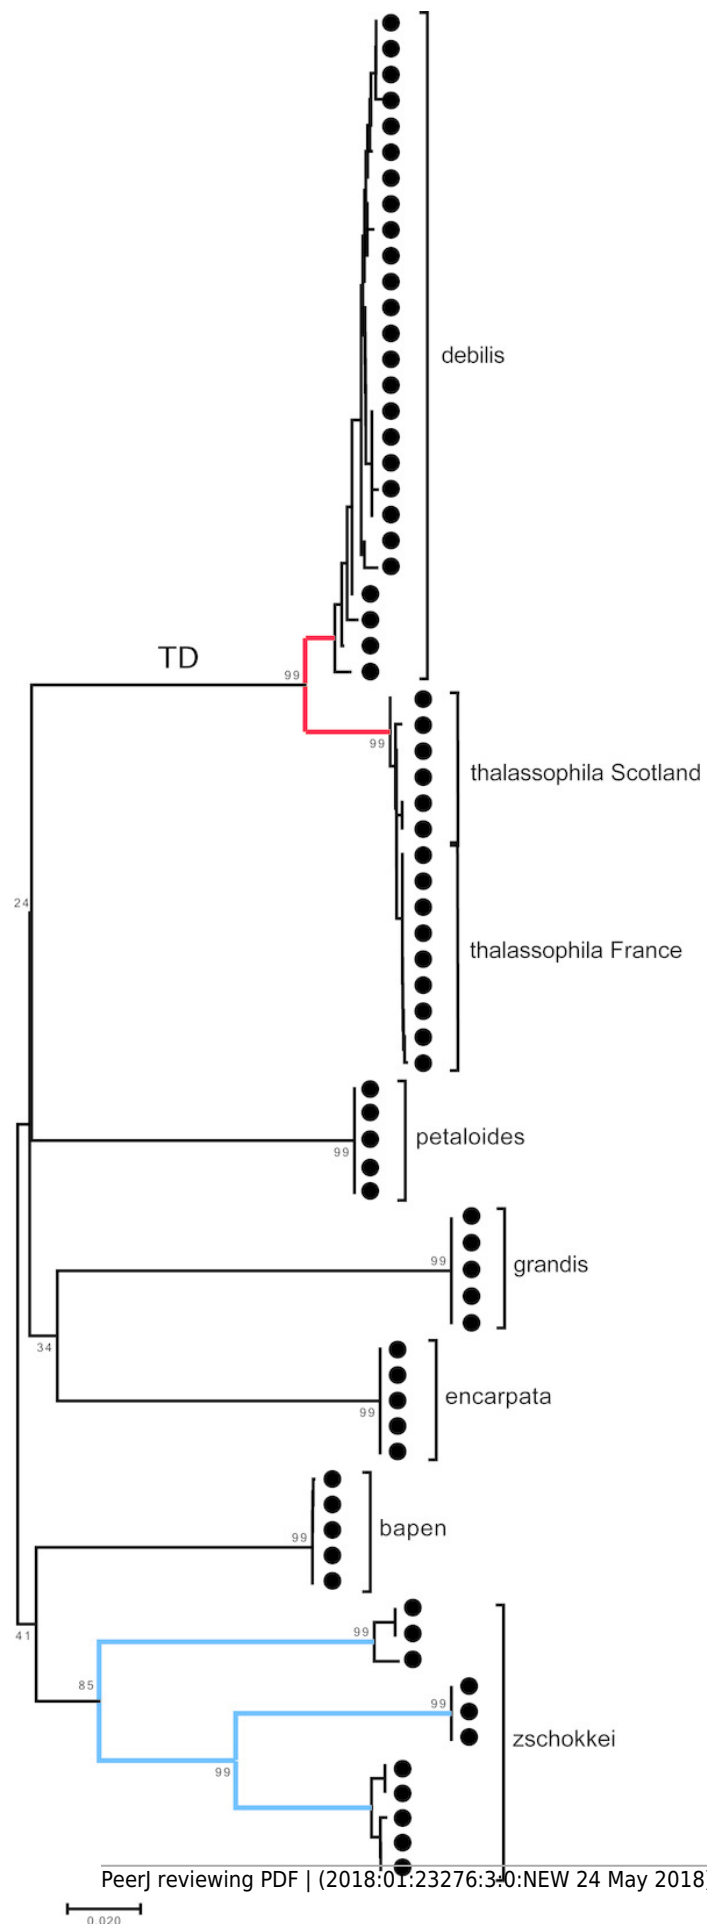 debilis
TD
99
99
thalassophila Scotland
24
thalassophila France
petaloides
99
99
grandis
34
encarpata
99
bapen
99
99
41
85
99
zschokkei
99
PeerJ reviewing PDF | (2018:01:23276:3:0:NEW 24 May 2018)
0.020